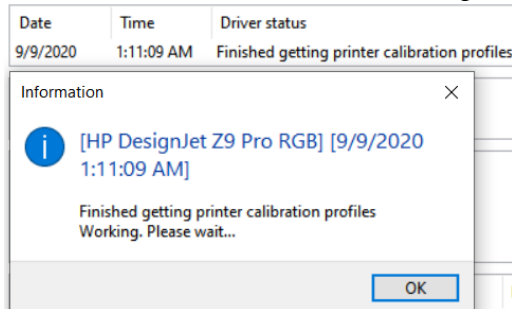 Date Time Driver status
9/9/2020 1:11:09 AM Finished getting printer calibration profiles
Information
[HP DesignJet Z9 Pro RGB] [9/9/2020
1:11:09 AM]
Finished getting printer calibration profiles
Working. Please wait...
OK